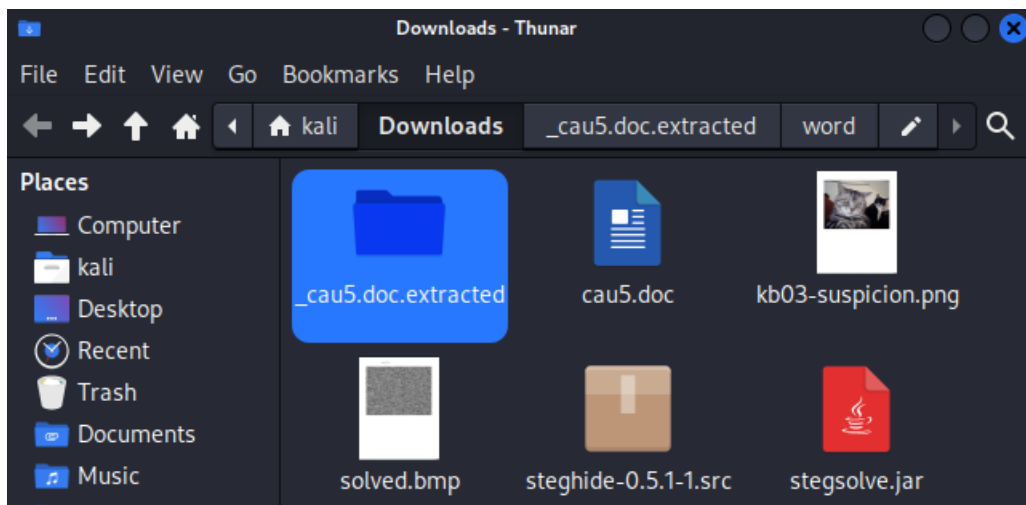 Downloads - Thunar
File Edit View Go Bookmarks Help
kali Downloads _cau5.doc.extracted word
Places
Computer
kali
Desktop
Recent
Trash
Documents
Music
_cau5.doc.extracted cau5.doc kb03-suspicion.png
solved.bmp steghide-0.5.1-1.src stegsolve.jar